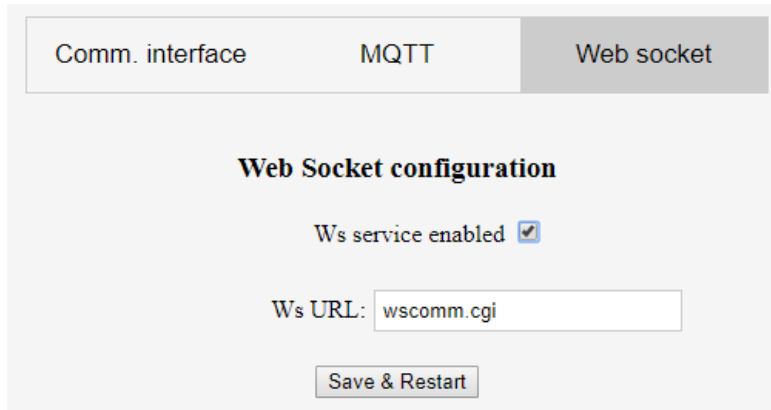 Comm. interface MQTT Web socket
Web Socket configuration
Ws service enabled
Ws URL: wscomm.cgi
Save & Restart